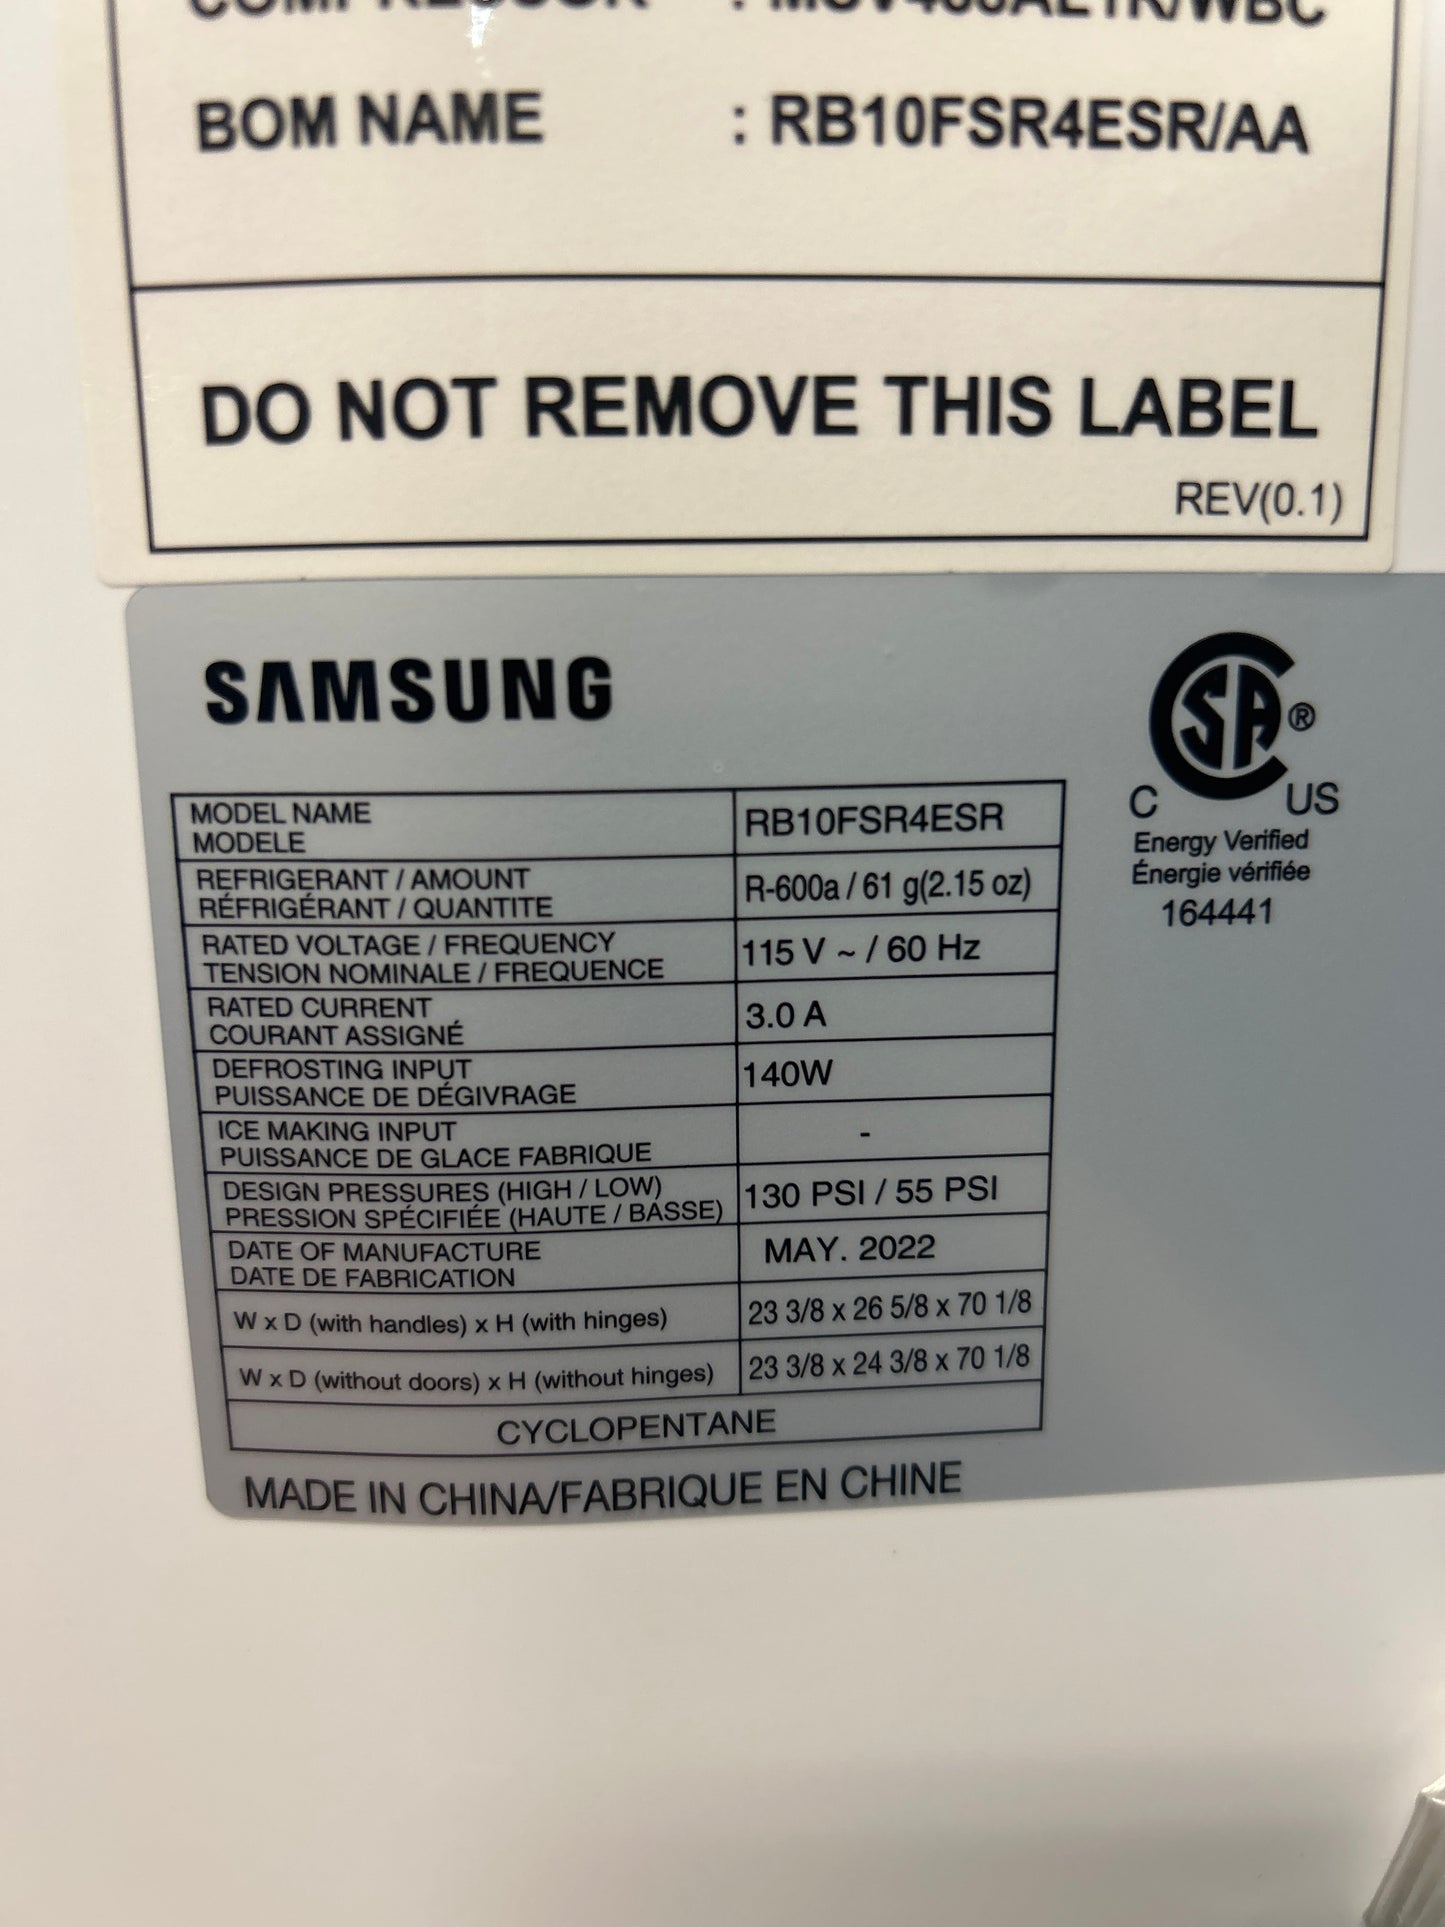 COMPRESSOR :
BOM NAME : RB10FSR4ESR/AA
DO NOT REMOVE THIS LABEL
REV(0.1)
SAMSUNG
SA®
C US
Energy Verified
Énergie vérifiée
164441
MODEL NAME
MODELE
RB10FSR4ESR
REFRIGERANT / AMOUNT
RÉFRIGÉRANT / QUANTITE
R-600a / 61 g(2.15 oz)
RATED VOLTAGE / FREQUENCY
TENSION NOMINALE / FREQUENCE
115 V ~ / 60 Hz
RATED CURRENT
COURANT ASSIGNÉ
3.0 A
DEFROSTING INPUT
PUISSANCE DE DÉGIVRAGE
140W
ICE MAKING INPUT
PUISSANCE DE GLACE FABRIQUE
-
DESIGN PRESSURES (HIGH / LOW)
PRESSION SPÉCIFIÉE (HAUTE / BASSE)
130 PSI / 55 PSI
DATE OF MANUFACTURE
DATE DE FABRICATION
MAY. 2022
W x D (with handles) x H (with hinges)
23 3/8 x 26 5/8 x 70 1/8
W x D (without doors) x H (without hinges)
23 3/8 x 24 3/8 x 70 1/8
CYCLOPENTANE
MADE IN CHINA/FABRIQUE EN CHINE